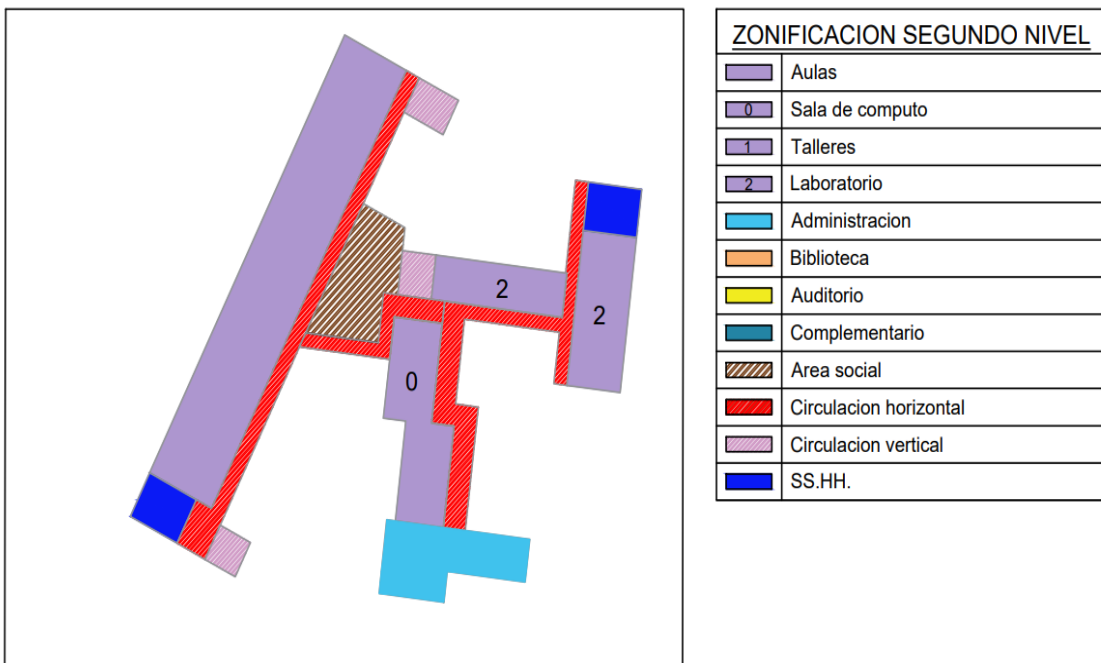 ZONIFICACION SEGUNDO NIVEL
Aulas
0 Sala de computo
1 Talleres
2 Laboratorio
Administracion
Biblioteca
Auditorio
Complementario
Area social
Circulacion horizontal
Circulacion vertical
SS.HH.
2
2
0